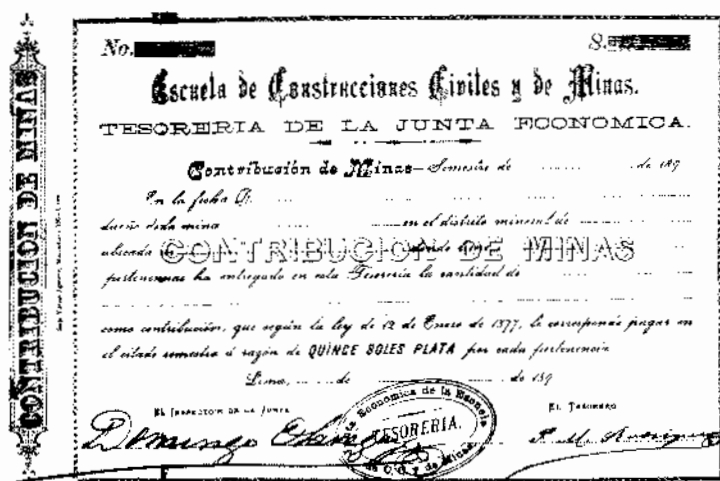 No. S.
Escuela de Construcciones Civiles y de Minas.
TESORERIA DE LA JUNTA ECONOMICA.
Contribución de Minas—Semestre de de 189
En la fecha D.
dueño de la mina en el distrito mineral de
ubicada
CONTRIBUCION DE MINAS
pertenencias ha entregado en esta Tesorería la cantidad de
como contribución, que según la ley de 12 de Enero de 1877, le corresponde pagar en
el citado semestre á razón de QUINCE SOLES PLATA por cada pertenencia
Lima, de de 189
EL INSPECTOR DE LA JUNTA EL TESORERO
Economica de la Escuela
TESORERIA.
de C. C. y de Minas
Domingo
CONTRIBUCION DE MINAS